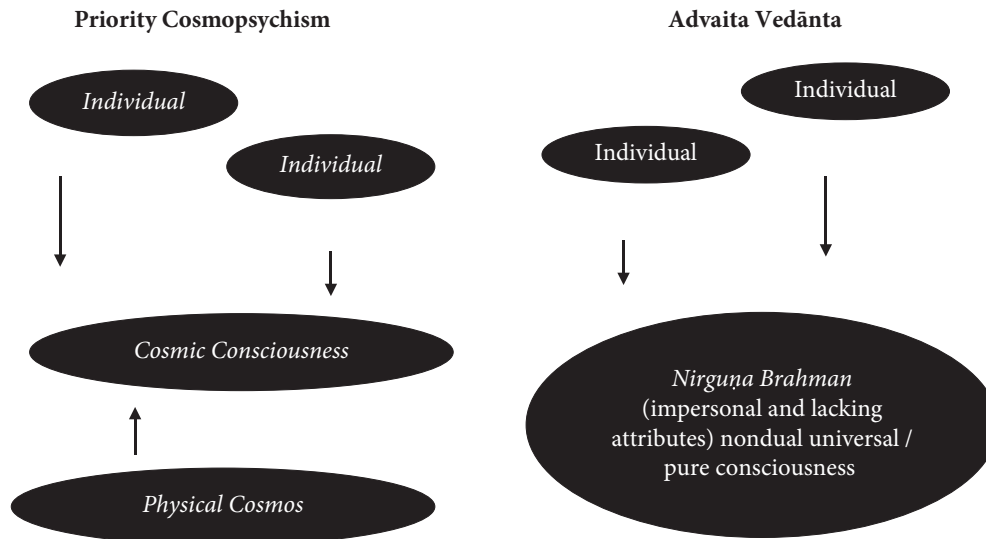 Priority Cosmopsychism
Individual
Individual
Cosmic Consciousness
Physical Cosmos
Advaita Vedānta
Individual
Individual
Nirguṇa Brahman
(impersonal and lacking
attributes) nondual universal /
pure consciousness